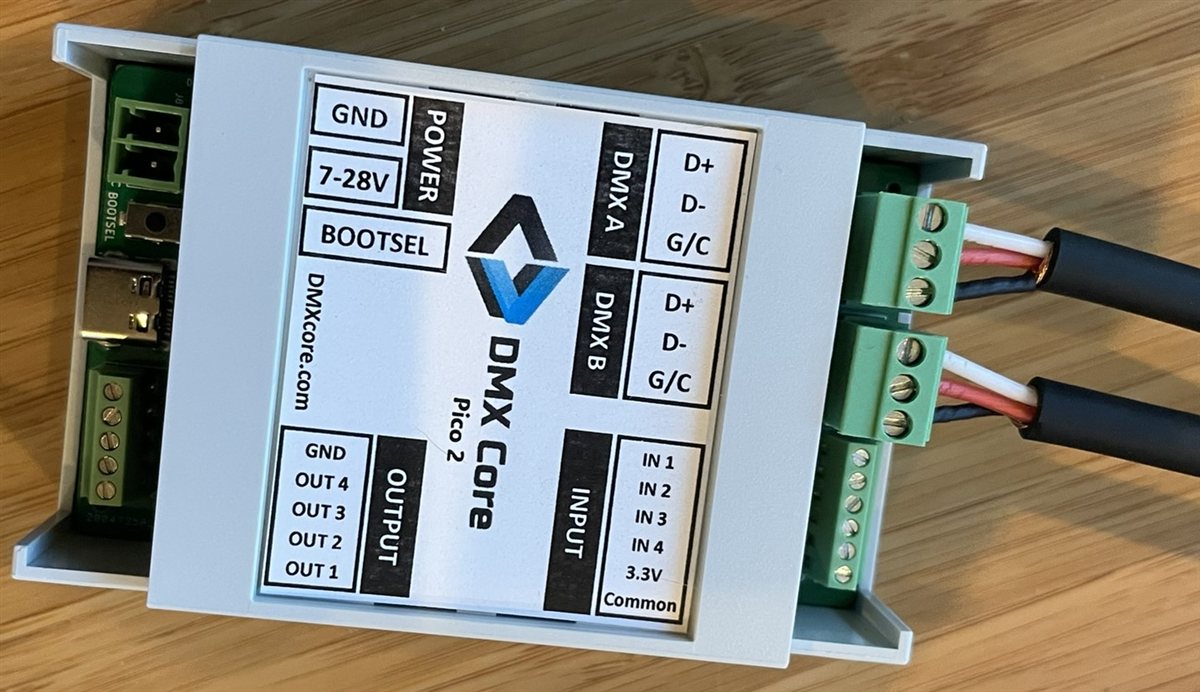 GND
7-28V
POWER
BOOTSEL
DMXcore.com
DMX Core
Pico 2
DMX A
D+
D-
G/C
DMX B
D+
D-
G/C
GND
OUT 4
OUT 3
OUT 2
OUT 1
OUTPUT
INPUT
IN 1
IN 2
IN 3
IN 4
3.3V
Common
BOOTSEL